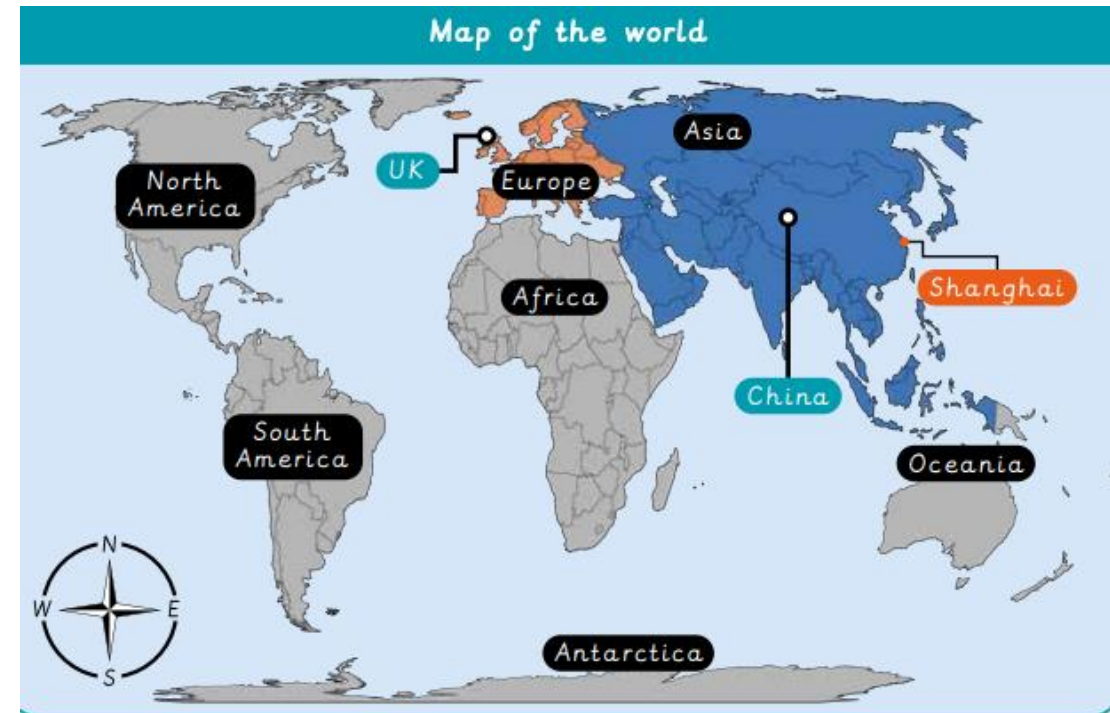 Map of the world
Asia
UK
North
America
Europe
Africa
Shanghai
China
South
America
Oceania
N
W
E
S
Antarctica